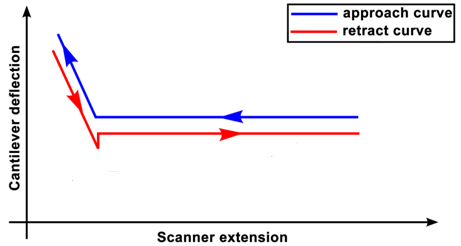 approach curve
retract curve
Cantilever deflection
Scanner extension